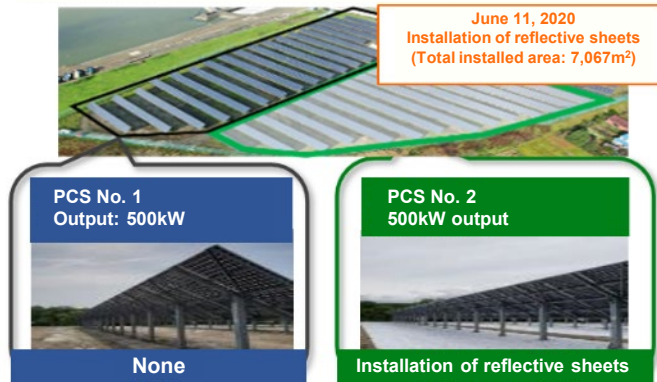 June 11, 2020
Installation of reflective sheets
(Total installed area: 7,067m²)
PCS No. 1
Output: 500kW
PCS No. 2
500kW output
None
Installation of reflective sheets